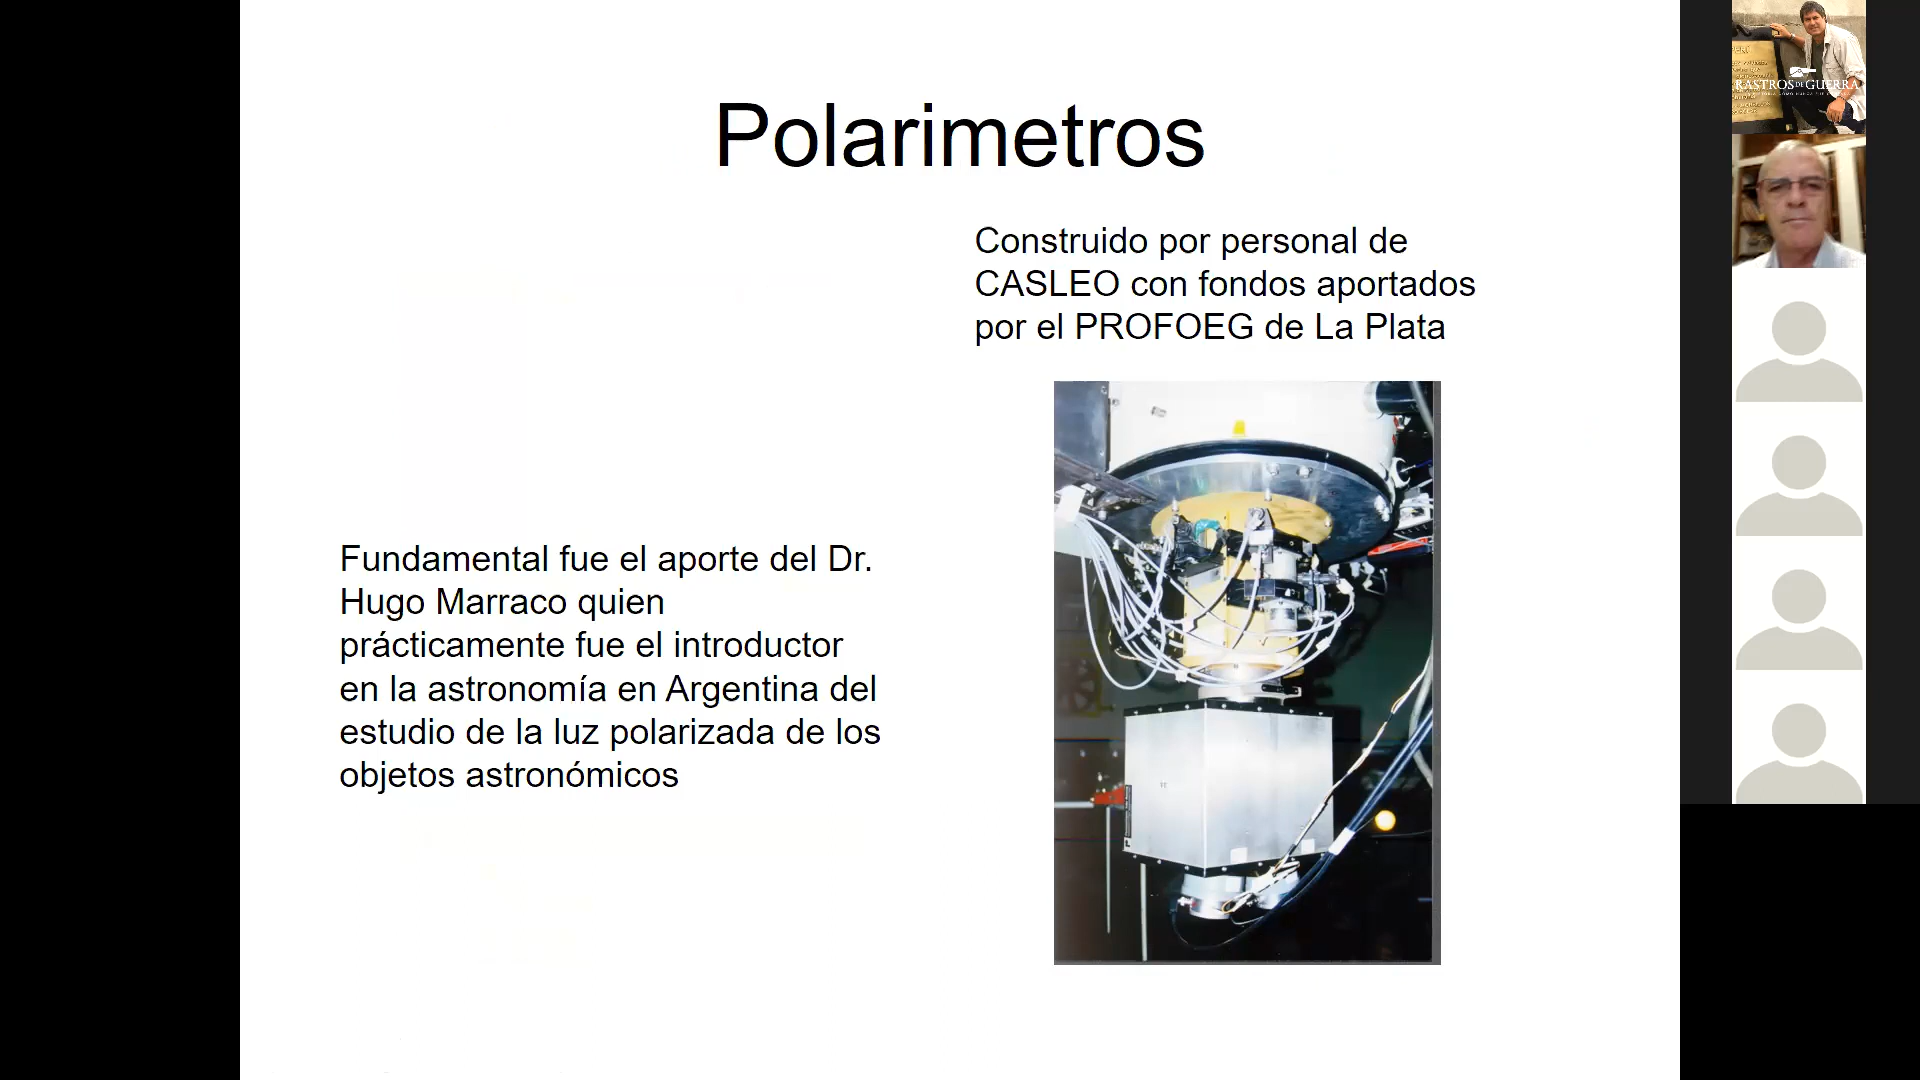 Polarimetros
Construido por personal de
CASLEO con fondos aportados
por el PROFOEG de La Plata
Fundamental fue el aporte del Dr.
Hugo Marraco quien
prácticamente fue el introductor
en la astronomía en Argentina del
estudio de la luz polarizada de los
objetos astronómicos
RASTROS DE GUERRA